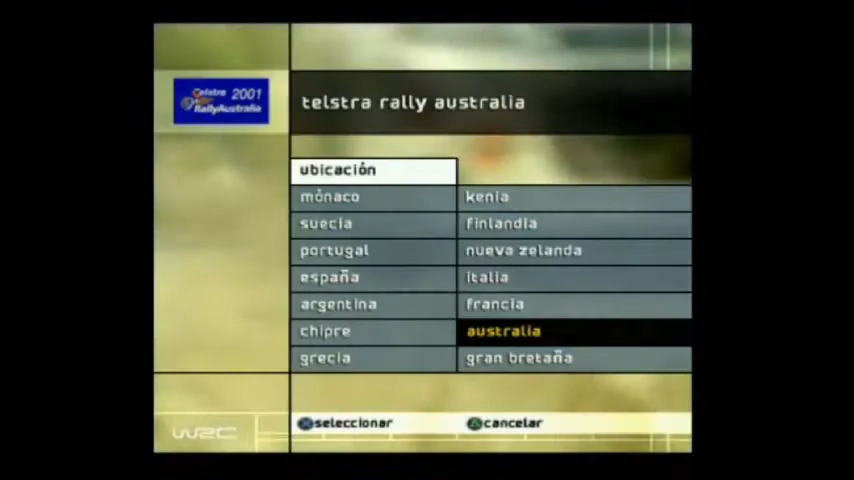 Telstra 2001
RallyAustralia
telstra rally australia
ubicación
mónaco kenia
suecia finlandia
portugal nueva zelanda
españa italia
argentina francia
chipre australia
grecia gran bretaña
WRC seleccionar cancelar